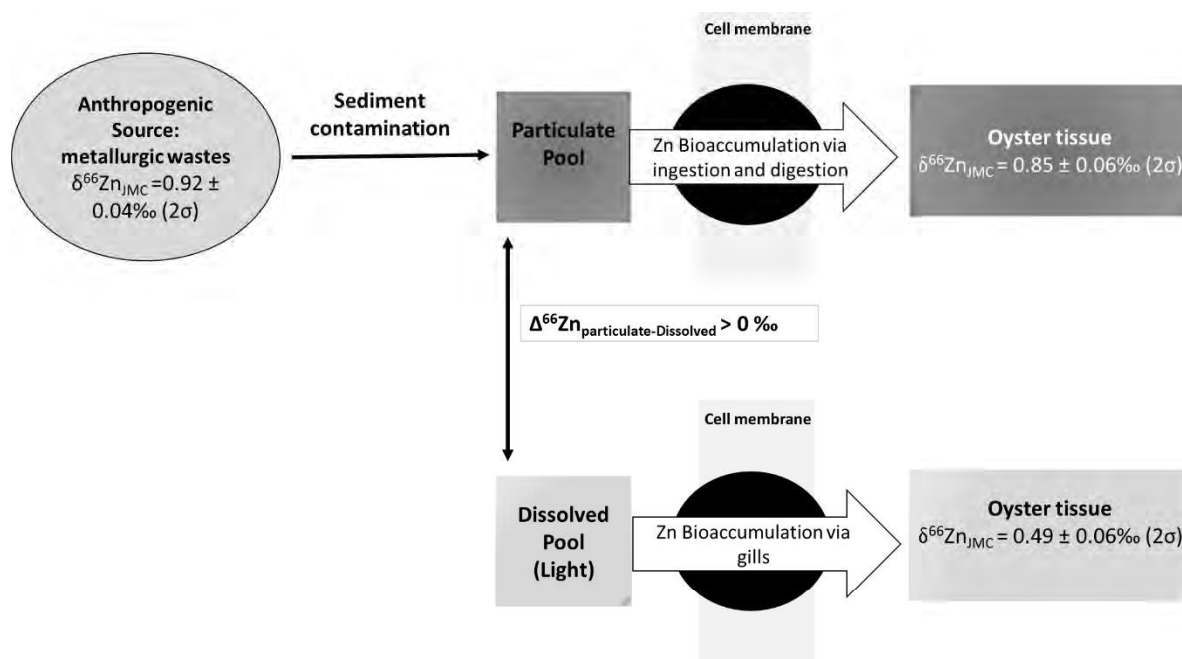 Cell membrane
Anthropogenic
Source:
metallurgic wastes
δ⁶⁶Zn_JMC =0.92 ±
0.04‰ (2σ)
Sediment
contamination
Particulate
Pool
Zn Bioaccumulation via
ingestion and digestion
Oyster tissue
δ⁶⁶Zn_JMC = 0.85 ± 0.06‰ (2σ)
Δ⁶⁶Zn_particulate-Dissolved > 0 ‰
Cell membrane
Dissolved
Pool
(Light)
Zn Bioaccumulation via
gills
Oyster tissue
δ⁶⁶Zn_JMC = 0.49 ± 0.06‰ (2σ)